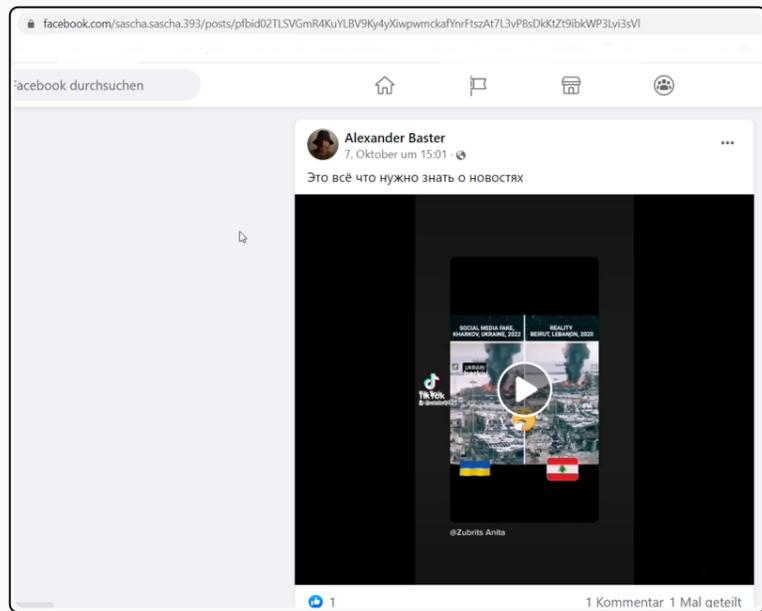 facebook.com/sascha.sascha.393/posts/pfbid02TLSVGmR4KuYLBV9Ky4yXiwpwmckafYnrFtszAt7L3vP8sDkKtZt9ibkWP3Lvi3sVl
Facebook durchsuchen
Alexander Baster
7. Oktober um 15:01 ·
Это всё что нужно знать о новостях
SOCIAL MEDIA FAKE, KHARKOV, UKRAINE, 2022
REALITY BEIRUT, LEBANON, 2020
UKRAIN
TikTok
@Zubrits Anita
1
1 Kommentar 1 Mal geteilt